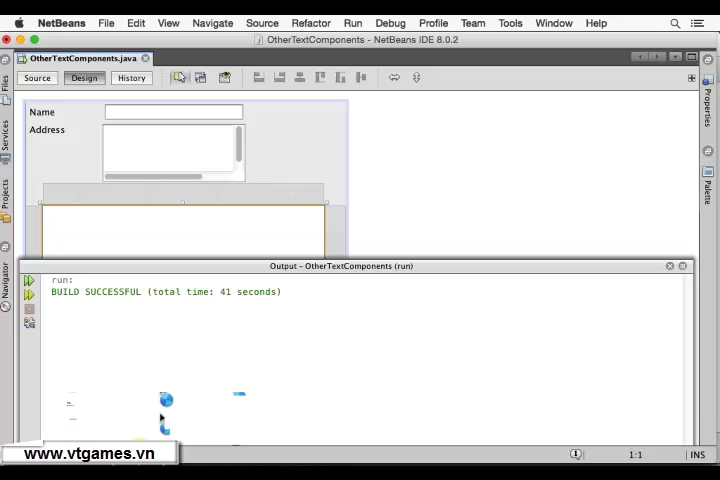 NetBeans File Edit View Navigate Source Refactor Run Debug Profile Team Tools Window Help
OtherTextComponents - NetBeans IDE 8.0.2
OtherTextComponents.java
Source Design History
Files
Services
Projects
Navigator
Properties
Palette
Name
Address
Output - OtherTextComponents (run)
run:
BUILD SUCCESSFUL (total time: 41 seconds)
www.vtgames.vn
1:1 INS